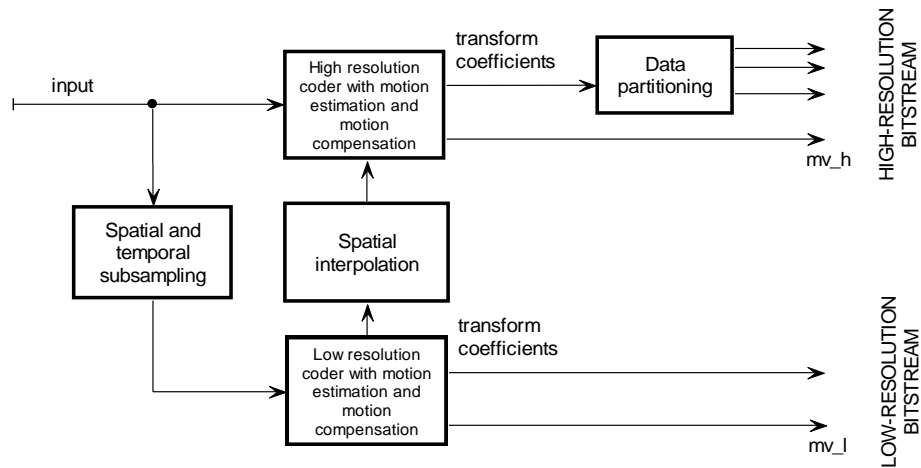 input
High resolution
coder with motion
estimation and
motion
compensation
transform
coefficients
Data
partitioning
mv_h
HIGH-RESOLUTION
BITSTREAM
Spatial and
temporal
subsampling
Spatial
interpolation
Low resolution
coder with motion
estimation and
motion
compensation
transform
coefficients
mv_l
LOW-RESOLUTION
BITSTREAM